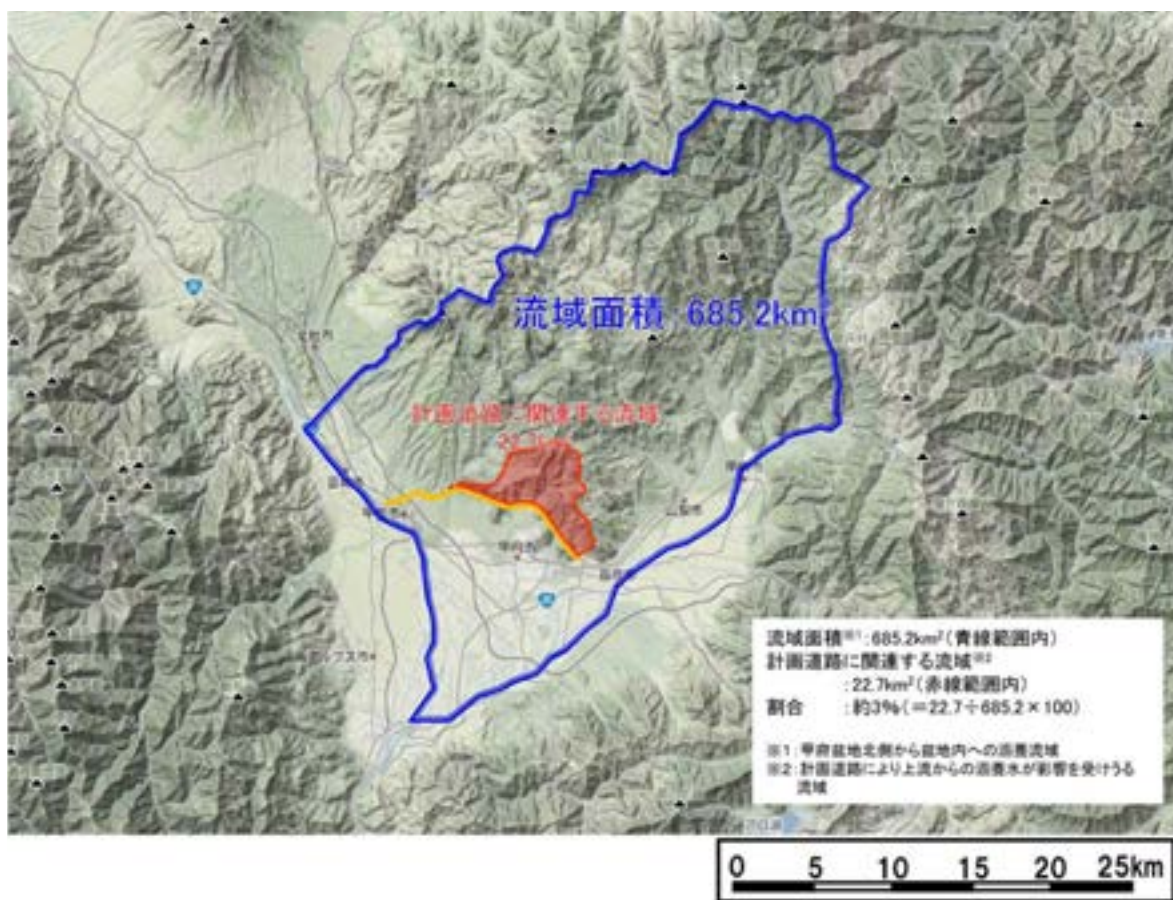 流域面積 685.2km
計画道路に関連する流域
流域面積※1:685.2km²(青線範囲内)
計画道路に関連する流域※2
:22.7km²(赤線範囲内)
割合 :約3%(=22.7÷685.2×100)
※1:甲府盆地北側から盆地内への涵養流域
※2:計画道路により上流からの涵養水が影響を受けうる
流域
0 5 10 15 20 25km